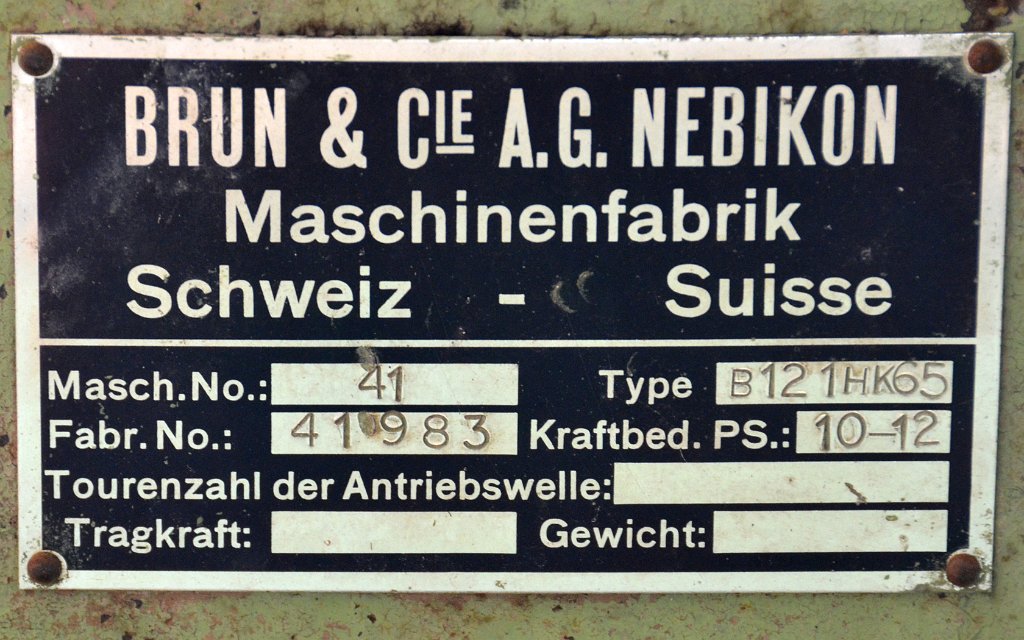 BRUN & CIE A.G. NEBIKON
Maschinenfabrik
Schweiz - Suisse
Masch.No.: 41 Type B121HK65
Fabr.No.: 41983 Kraftbed. PS.: 10-12
Tourenzahl der Antriebswelle:
Tragkraft: Gewicht: